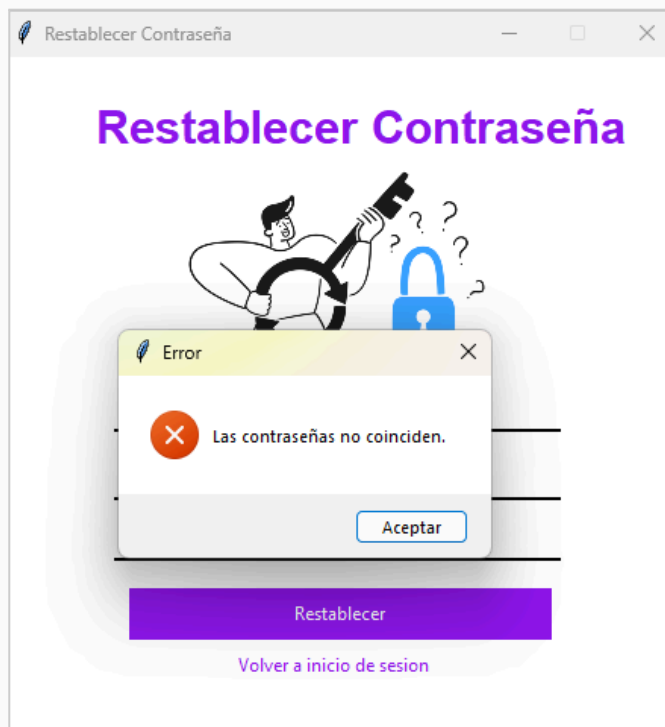 Restablecer Contraseña
Restablecer Contraseña
? ? ? ? ?
Error
Las contraseñas no coinciden.
Aceptar
Restablecer
Volver a inicio de sesion